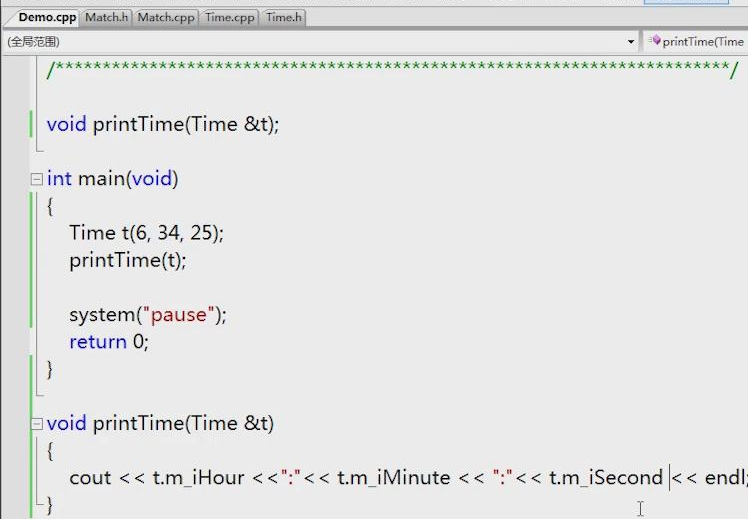 Demo.cpp Match.h Match.cpp Time.cpp Time.h
(全局范围) printTime(Time
/************************************************************************/
void printTime(Time &t);
int main(void)
{
Time t(6, 34, 25);
printTime(t);
system("pause");
return 0;
}
void printTime(Time &t)
{
cout << t.m_iHour <<":"<< t.m_iMinute << ":"<< t.m_iSecond << endl;
}